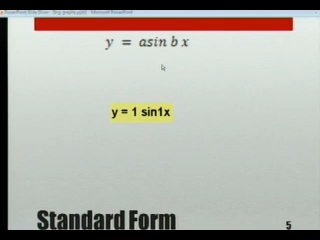 y = asin b x
y = 1 sin1x
Standard Form
5